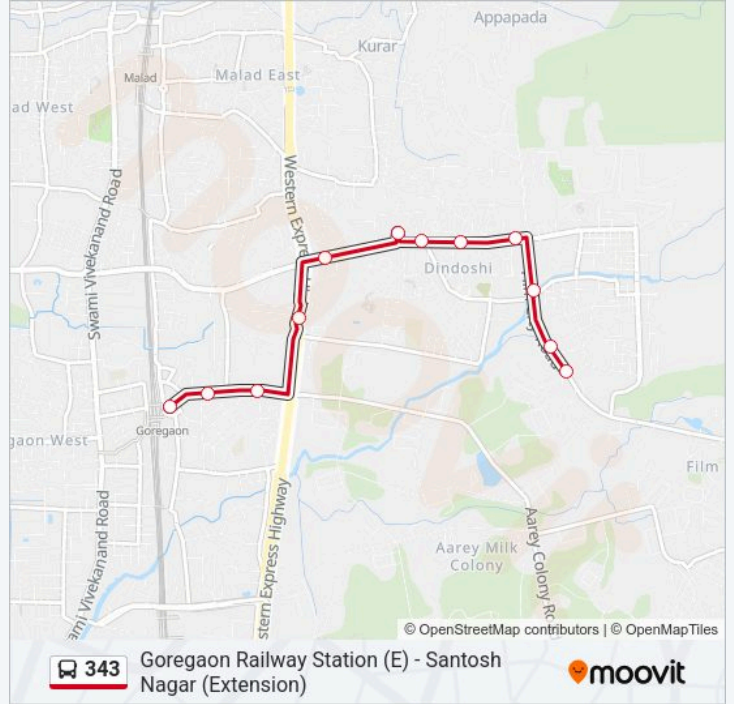 Appapada
Kurar
Malad
Malad East
ad West
Western Expre
Swami Vivekanand Road
Dindoshi
Goregaon
gaon West
Film
Aarey Milk
Colony
Aarey Colony Ro
stern Express Highway
ami Vivekanand Road
© OpenStreetMap contributors | © OpenMapTiles
343
Goregaon Railway Station (E) - Santosh
Nagar (Extension)
moovit